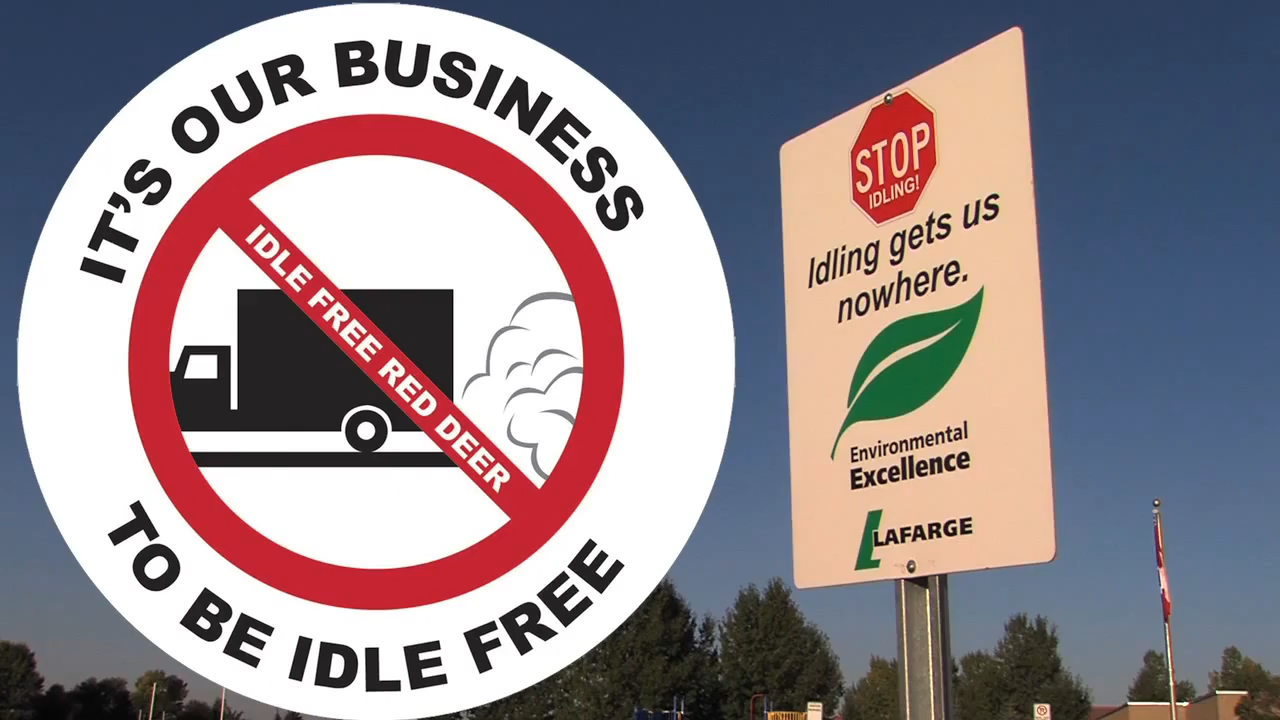 IT'S OUR BUSINESS
IDLE FREE RED DEER
TO BE IDLE FREE
STOP
IDLING!
Idling gets us
nowhere.
Environmental
Excellence
LAFARGE